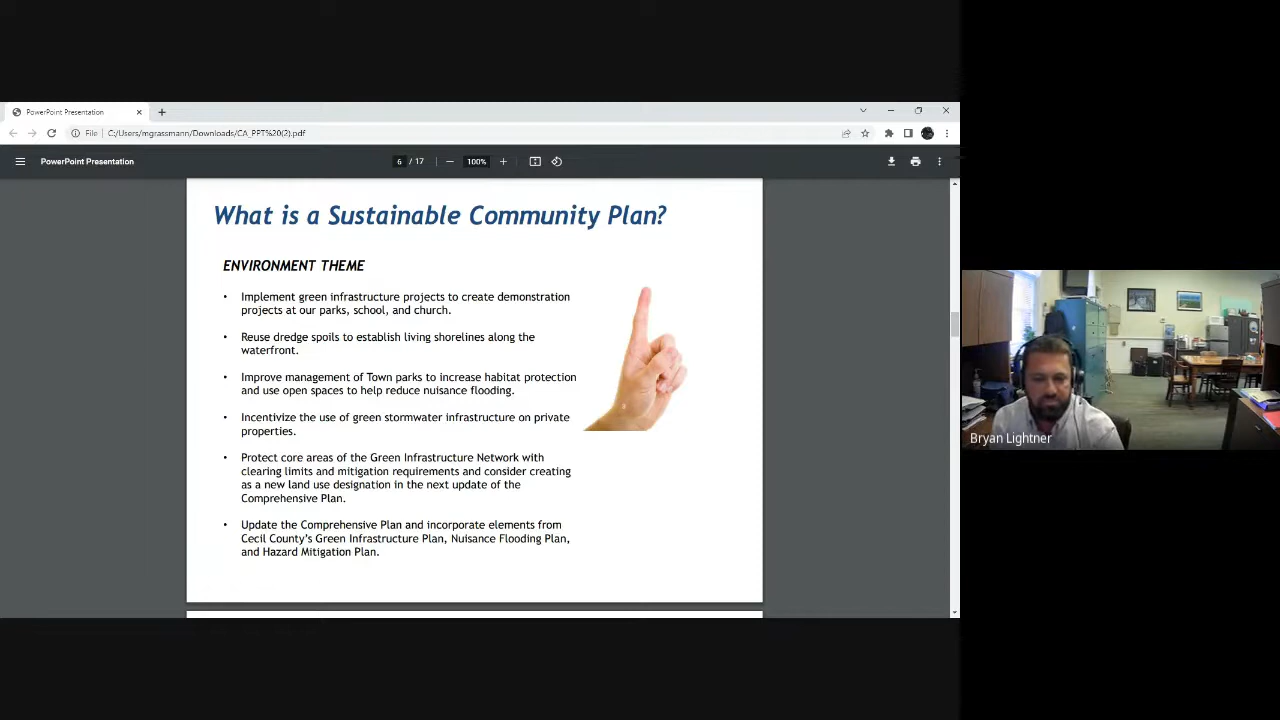 PowerPoint Presentation
File C:/Users/mgrassmann/Downloads/CA_PPT%20(2).pdf
PowerPoint Presentation
6 / 17
100%
What is a Sustainable Community Plan?
ENVIRONMENT THEME
• Implement green infrastructure projects to create demonstration
projects at our parks, school, and church.
• Reuse dredge spoils to establish living shorelines along the
waterfront.
• Improve management of Town parks to increase habitat protection
and use open spaces to help reduce nuisance flooding.
• Incentivize the use of green stormwater infrastructure on private
properties.
• Protect core areas of the Green Infrastructure Network with
clearing limits and mitigation requirements and consider creating
as a new land use designation in the next update of the
Comprehensive Plan.
• Update the Comprehensive Plan and incorporate elements from
Cecil County’s Green Infrastructure Plan, Nuisance Flooding Plan,
and Hazard Mitigation Plan.
Bryan Lightner